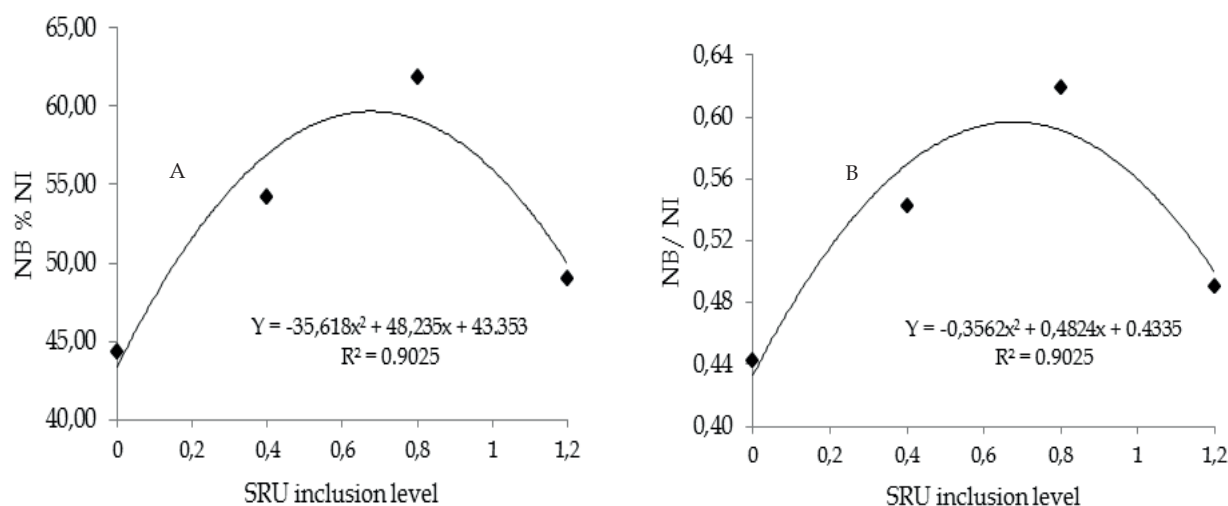 NB % NI
65,00
60,00
55,00
50,00
45,00
40,00
A
Y = -35,618x² + 48,235x + 43.353
R² = 0.9025
0 0,2 0,4 0,6 0,8 1 1,2
SRU inclusion level
NB/ NI
0,64
0,60
0,56
0,52
0,48
0,44
0,40
B
Y = -0,3562x² + 0,4824x + 0.4335
R² = 0.9025
0 0,2 0,4 0,6 0,8 1 1,2
SRU inclusion level